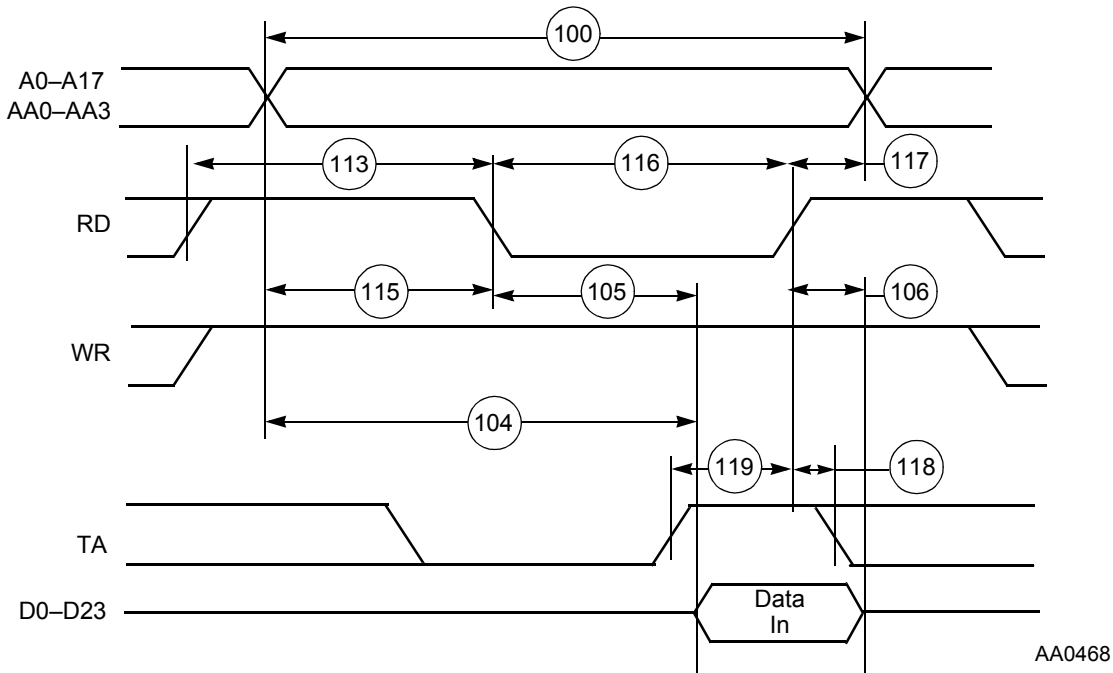 100
A0–A17
AA0–AA3
113
116
117
RD
115
105
106
WR
104
119
118
TA
D0–D23
Data
In
AA0468